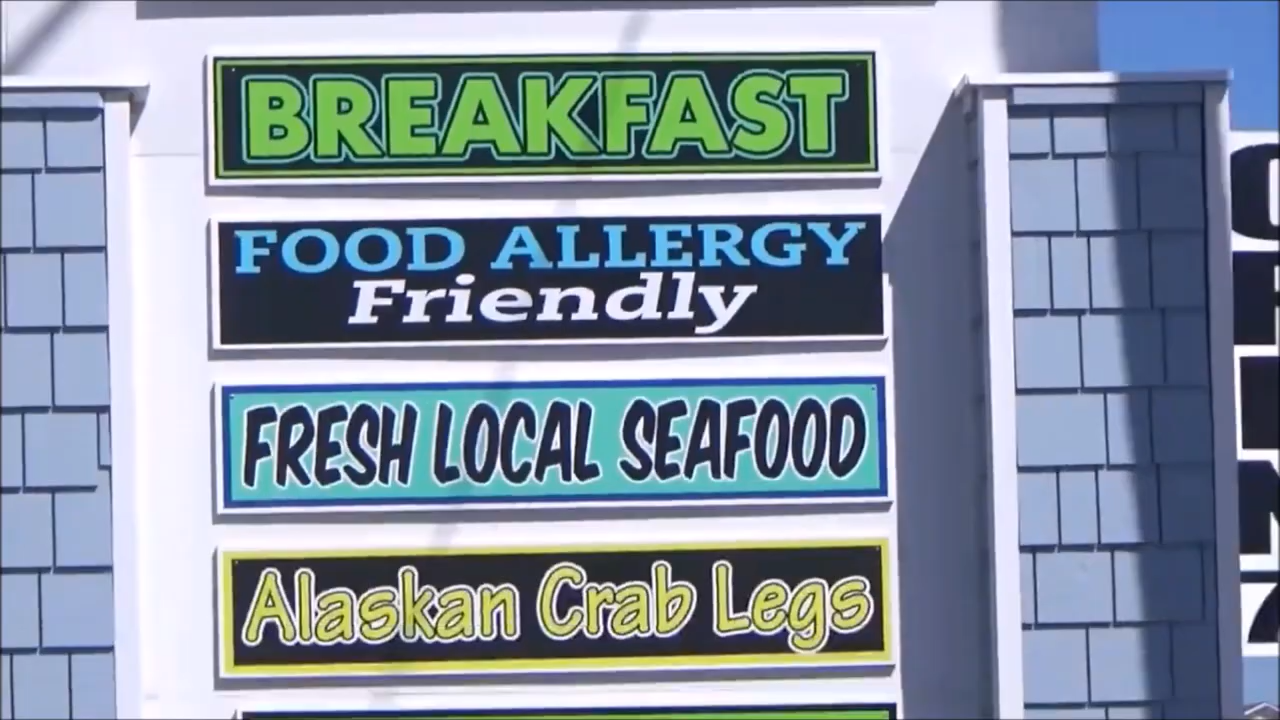 BREAKFAST
FOOD ALLERGY
Friendly
FRESH LOCAL SEAFOOD
Alaskan Crab Legs